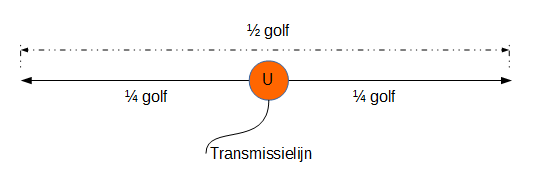 ½ golf
U
¼ golf ¼ golf
Transmissielijn